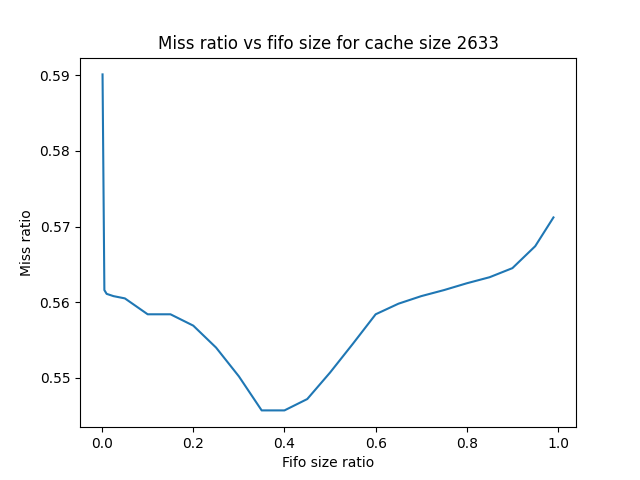 Miss ratio vs fifo size for cache size 2633
0.59
0.58
0.57
0.56
0.55
Miss ratio
0.0 0.2 0.4 0.6 0.8 1.0
Fifo size ratio